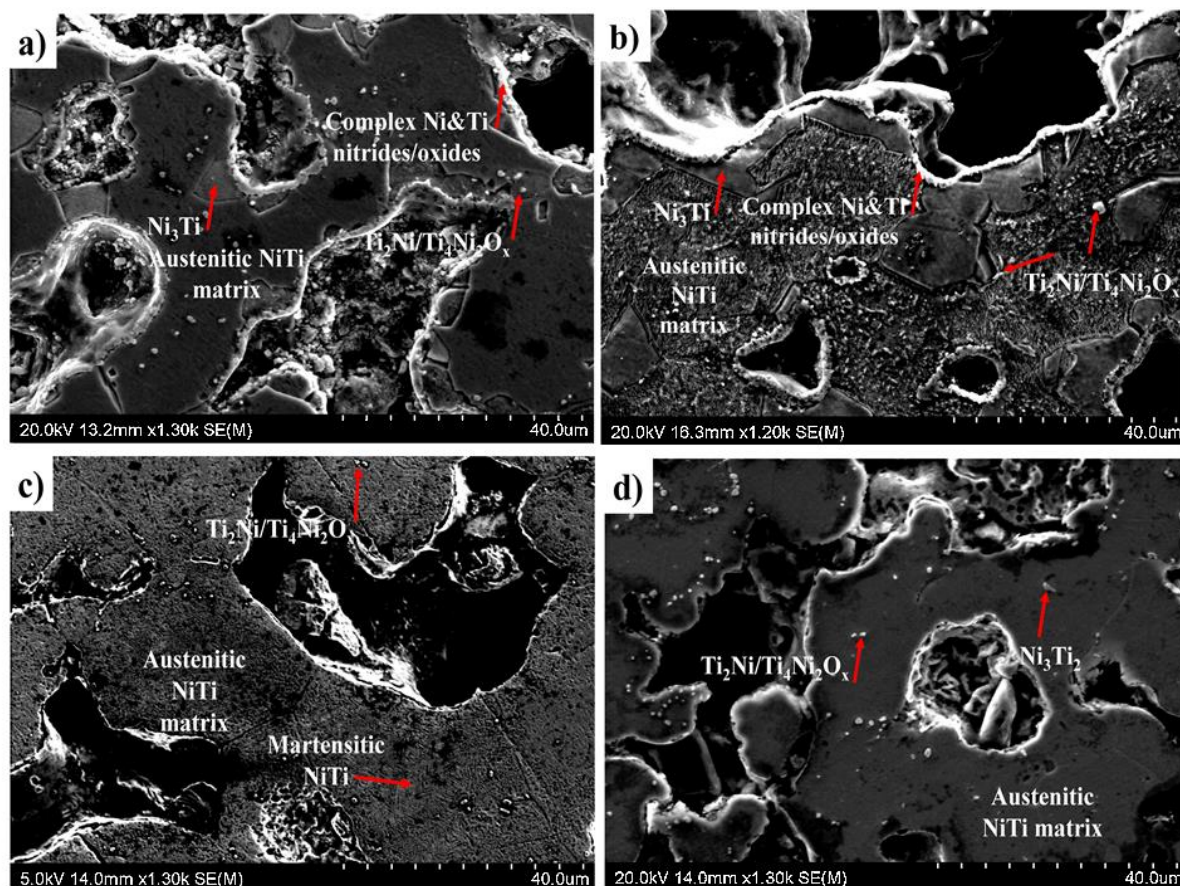 a)
Complex Ni&Ti
nitrides/oxides
Ni₃Ti
Austenitic NiTi
matrix
Ti₂Ni/Ti₄Ni₂Oₓ
20.0kV 13.2mm x1.30k SE(M)
40.0um
b)
Ni₃Ti
Complex Ni&Ti
nitrides/oxides
Austenitic
NiTi
matrix
Ti₂Ni/Ti₄Ni₂Oₓ
20.0kV 16.3mm x1.20k SE(M)
40.0um
c)
Ti₂Ni/Ti₄Ni₂O
Austenitic
NiTi
matrix
Martensitic
NiTi
5.0kV 14.0mm x1.30k SE(M)
40.0um
d)
Ti₂Ni/Ti₄Ni₂Oₓ
Ni₃Ti₂
Austenitic
NiTi matrix
20.0kV 14.0mm x1.30k SE(M)
40.0um